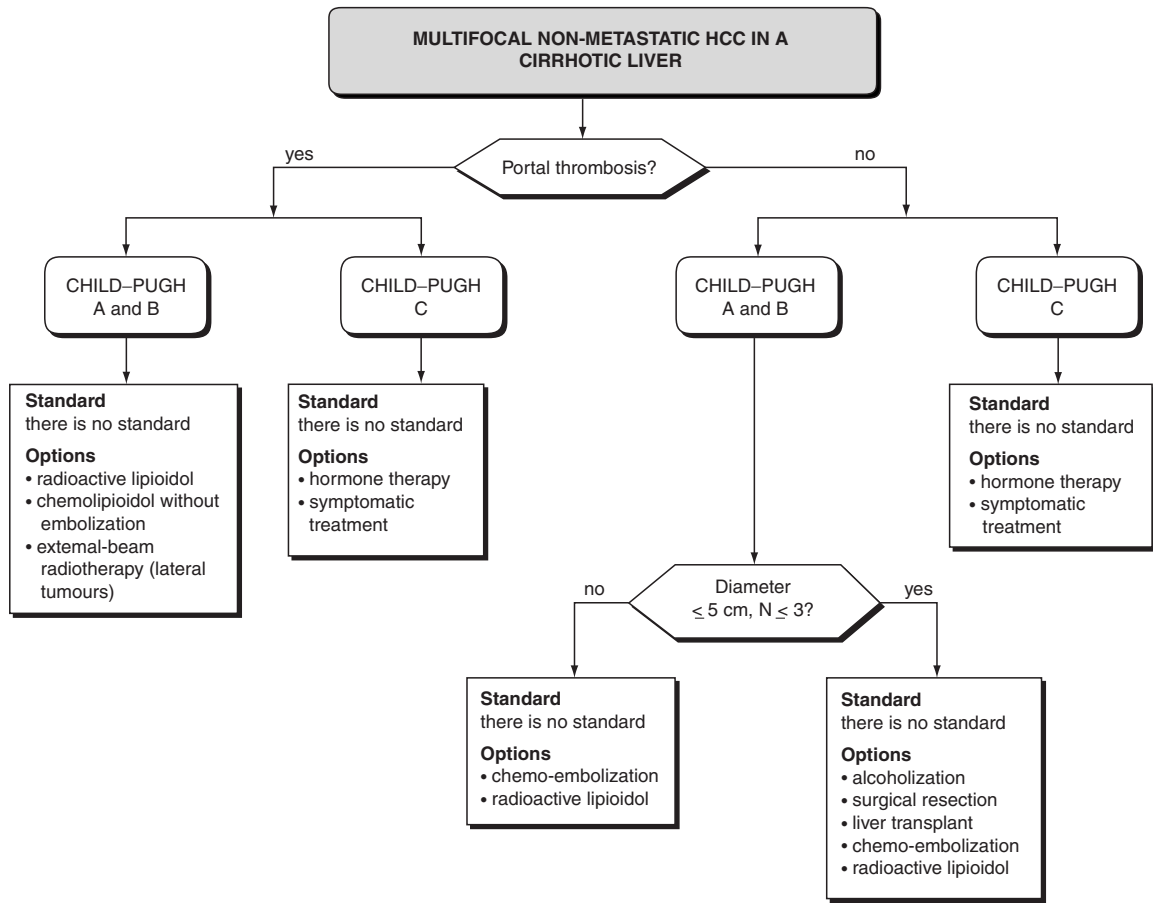 MULTIFOCAL NON-METASTATIC HCC IN A
CIRRHOTIC LIVER
Portal thrombosis?
yes
no
CHILD–PUGH
A and B
CHILD–PUGH
C
CHILD–PUGH
A and B
CHILD–PUGH
C
Standard
there is no standard
Options
• radioactive lipioidol
• chemolipioidol without
embolization
• external-beam
radiotherapy (lateral
tumours)
Standard
there is no standard
Options
• hormone therapy
• symptomatic
treatment
Standard
there is no standard
Options
• hormone therapy
• symptomatic
treatment
Diameter
≤ 5 cm, N ≤ 3?
no
yes
Standard
there is no standard
Options
• chemo-embolization
• radioactive lipioidol
Standard
there is no standard
Options
• alcoholization
• surgical resection
• liver transplant
• chemo-embolization
• radioactive lipioidol